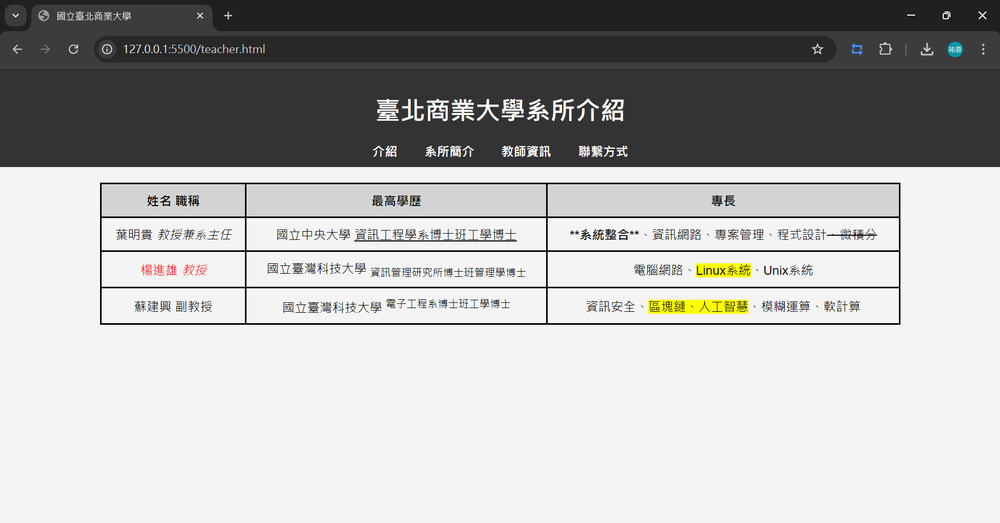 國立臺北商業大學
127.0.0.1:5500/teacher.html
祐蓉
臺北商業大學系所介紹
介紹 系所簡介 教師資訊 聯繫方式
姓名 職稱 最高學歷 專長
葉明貴 教授兼系主任 國立中央大學 資訊工程學系博士班工學博士 **系統整合**、資訊網路、專案管理、程式設計、微積分
楊進雄 教授 國立臺灣科技大學 資訊管理研究所博士班管理學博士 電腦網路、Linux系統、Unix系統
蘇建興 副教授 國立臺灣科技大學 電子工程系博士班工學博士 資訊安全、區塊鏈、人工智慧、模糊運算、軟計算